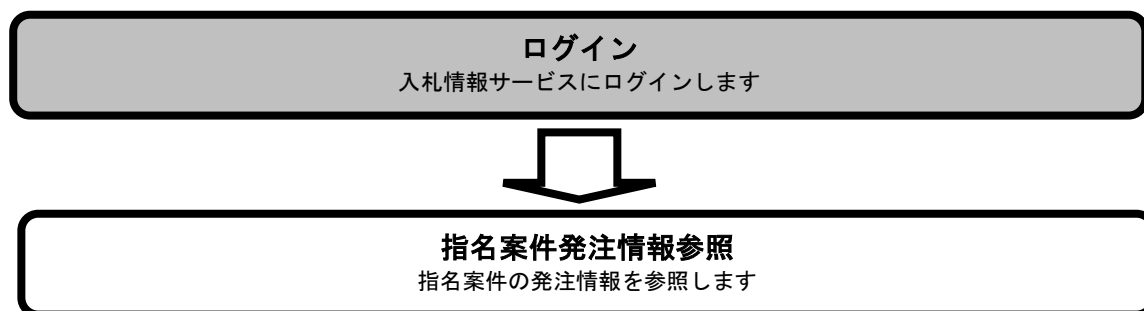 ログイン
入札情報サービスにログインします
指名案件発注情報参照
指名案件の発注情報を参照します